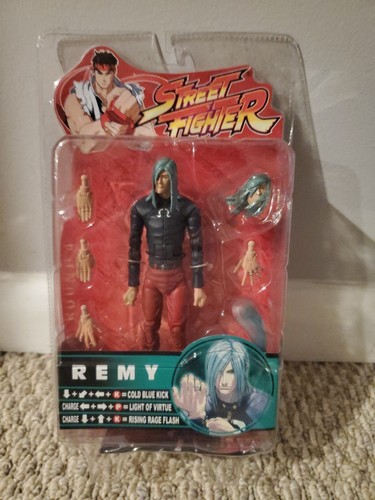 STREET
FIGHTER
REMY
⬇ + ↙ + ⬅ + K = COLD BLUE KICK
CHARGE ⬅ + ➡ + P = LIGHT OF VIRTUE
CHARGE ⬇ + ⬆ + K = RISING RAGE FLASH